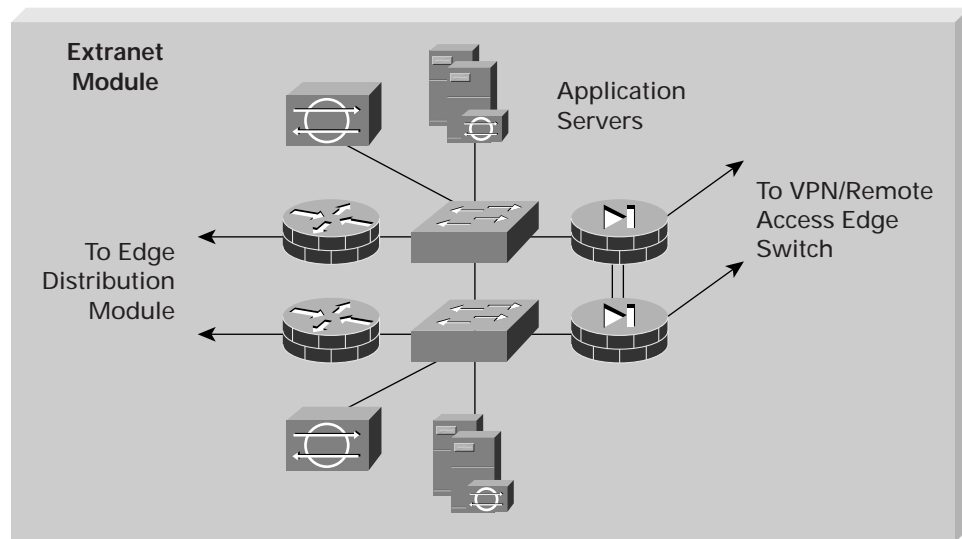 Extranet
Module
Application
Servers
To VPN/Remote
Access Edge
Switch
To Edge
Distribution
Module